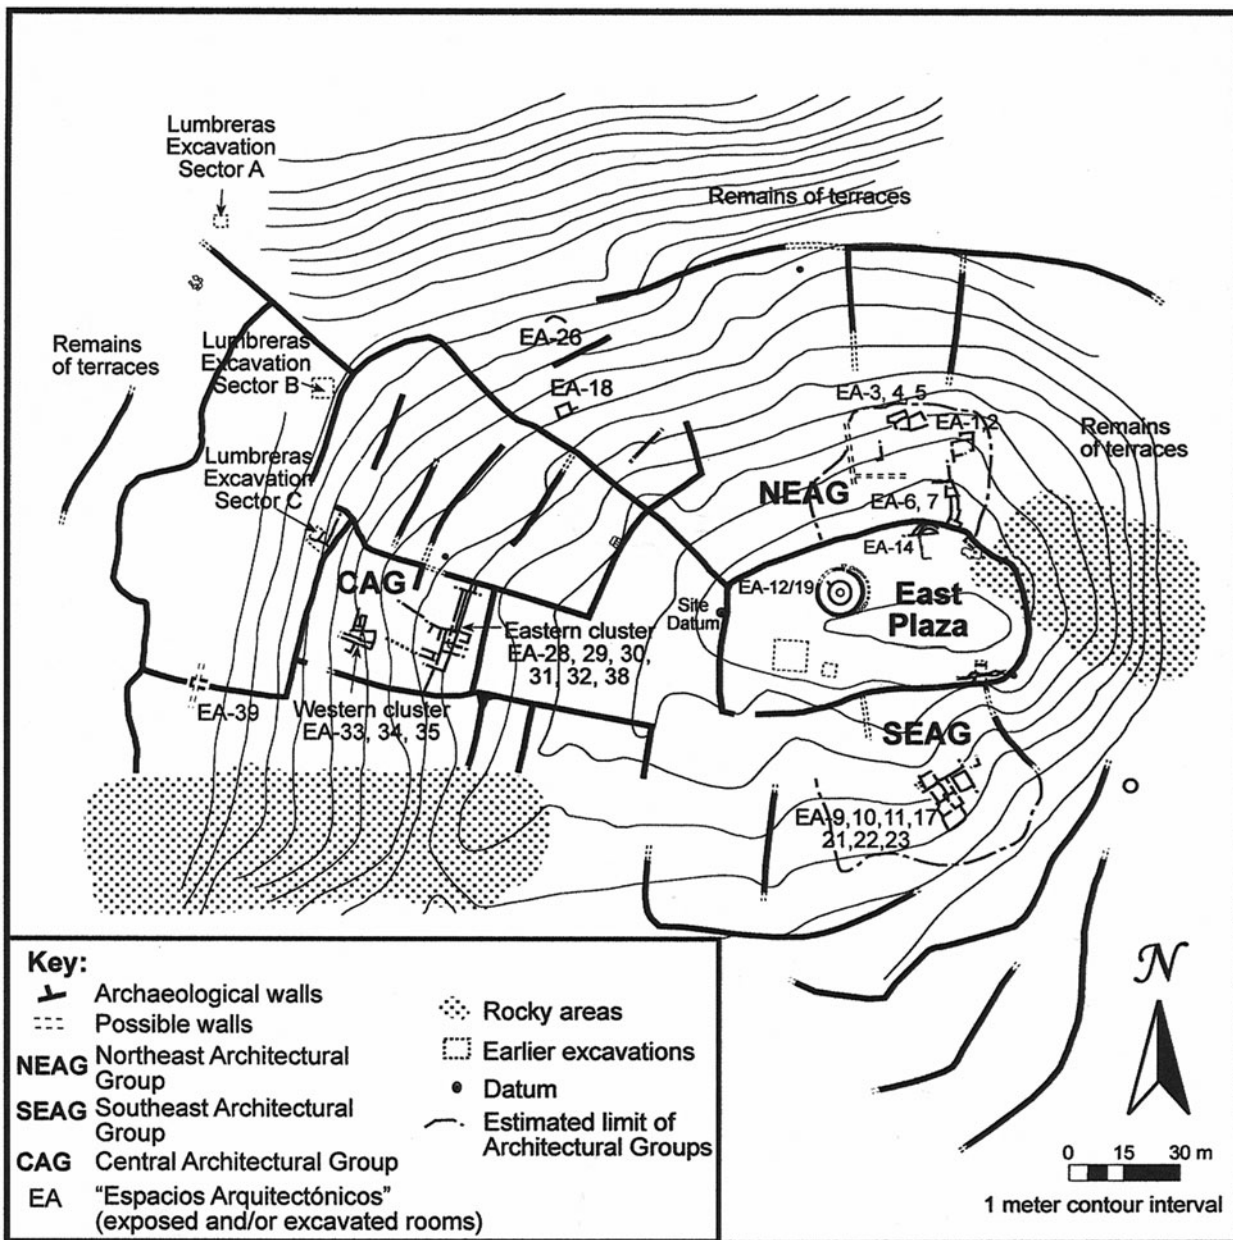 Lumbreras
Excavation
Sector A
Remains of terraces
Remains
of terraces
Lumbreras
Excavation
Sector B
EA-26
EA-18
EA-3, 4, 5
EA-1,2
Remains
of terraces
Lumbreras
Excavation
Sector C
NEAG
EA-6, 7
EA-14
CAG
EA-12/19
Site
Datum
East
Plaza
Eastern cluster
EA-28, 29, 30,
31, 32, 38
EA-39
Western cluster
EA-33, 34, 35
SEAG
EA-9, 10, 11, 17
21, 22, 23
Key:
Archaeological walls
Possible walls
NEAG Northeast Architectural
Group
SEAG Southeast Architectural
Group
CAG Central Architectural Group
EA "Espacios Arquitectónicos"
(exposed and/or excavated rooms)
Rocky areas
Earlier excavations
Datum
Estimated limit of
Architectural Groups
N
0 15 30 m
1 meter contour interval